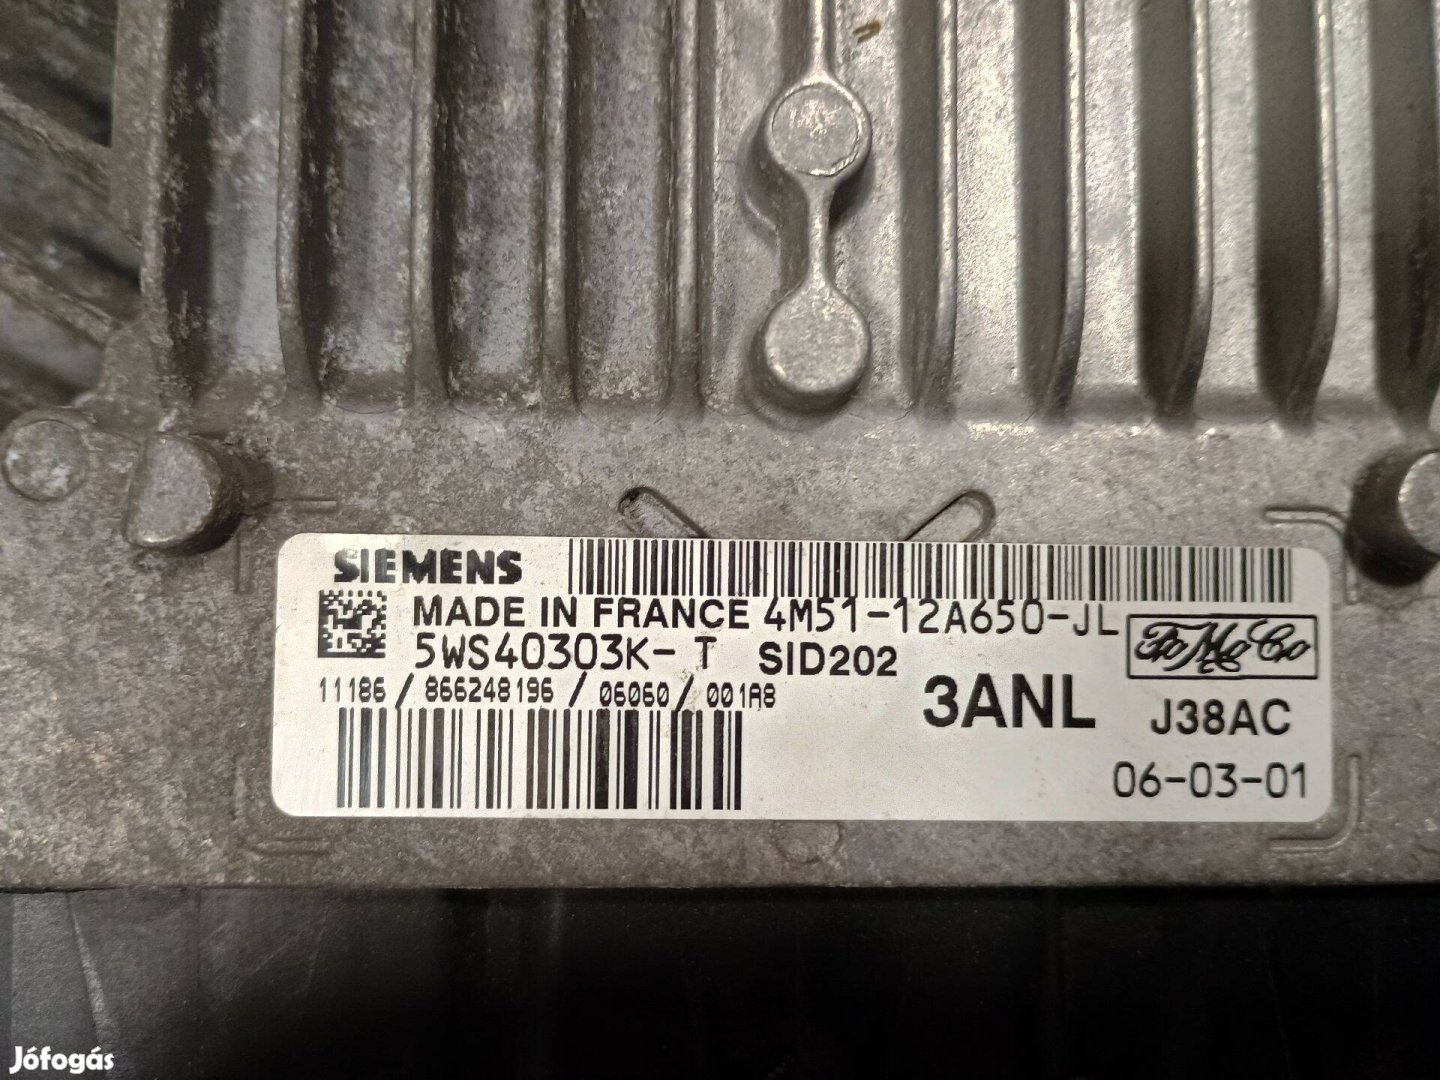 SIEMENS
MADE IN FRANCE 4M51-12A650-JL
5WS40303K-T SID202
FoMoCo
11186/866248196/06060/001A8
3ANL J38AC
06-03-01
Jófogás